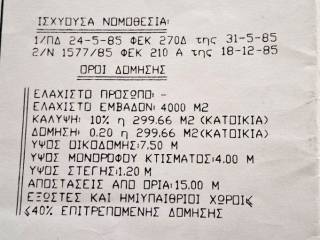 ΙΣΧΥΟΥΣΑ ΝΟΜΟΘΕΣΙΑ:
1/ΠΔ 24-5-85 ΦΕΚ 270Δ της 31-5-85
2/Ν 1577/85 ΦΕΚ 210 Α της 18-12-85
ΟΡΟΙ ΔΟΜΗΣΗΣ
ΕΛΑΧΙΣΤΟ ΠΡΟΣΩΠΟ: -
ΕΛΑΧΙΣΤΟ ΕΜΒΑΔΟΝ: 4000 Μ2
ΚΑΛΥΨΗ: 10% η 299.66 Μ2 (ΚΑΤΟΙΚΙΑ)
ΔΟΜΗΣΗ: 0.20 η 299.66 Μ2(ΚΑΤΟΙΚΙΑ)
ΥΨΟΣ ΟΙΚΟΔΟΜΗΣ:7.50 Μ
ΥΨΟΣ ΜΟΝΟΡΟΦΟΥ ΚΤΙΣΜΑΤΟΣ:4.00 Μ
ΥΨΟΣ ΣΤΕΓΗΣ:1.20 Μ
ΑΠΟΣΤΑΣΕΙΣ ΑΠΟ ΟΡΙΑ:15.00 Μ
ΕΞΩΣΤΕΣ ΚΑΙ ΗΜΙΥΠΑΙΘΡΙΟΙ ΧΩΡΟΙ≤
≤40% ΕΠΙΤΡΕΠΟΜΕΝΗΣ ΔΟΜΗΣΗΣ